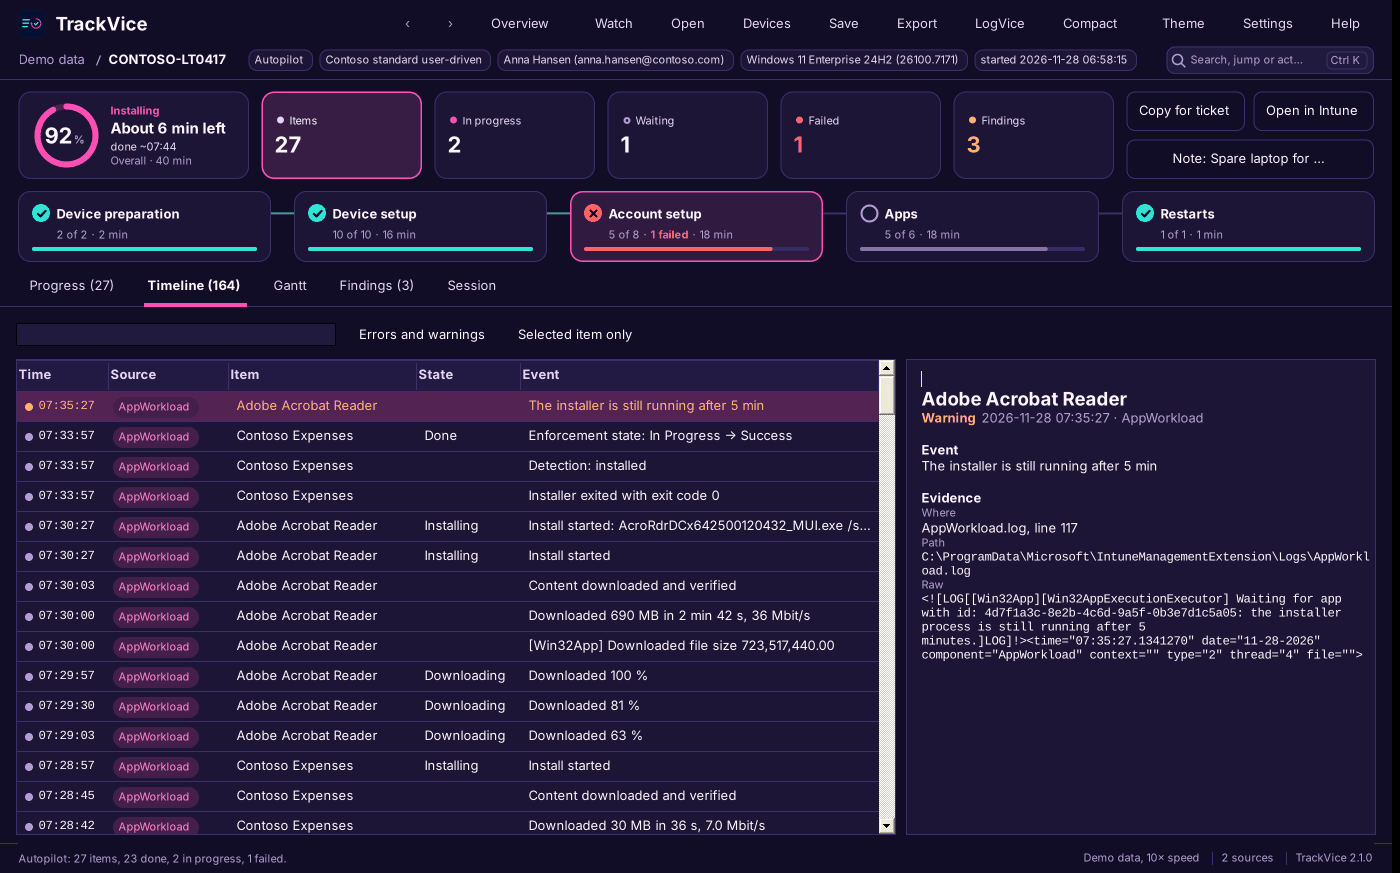 TrackVice
‹ › Overview Watch Open Devices Save Export LogVice Compact Theme Settings Help
Demo data / CONTOSO-LT0417 Autopilot Contoso standard user-driven Anna Hansen (anna.hansen@contoso.com) Windows 11 Enterprise 24H2 (26100.7171) started 2026-11-28 06:58:15 Search, jump or act... Ctrl K
92%
Installing
About 6 min left
done ~07:44
Overall · 40 min
Items
27
In progress
2
Waiting
1
Failed
1
Findings
3
Copy for ticket
Open in Intune
Note: Spare laptop for ...
Device preparation
2 of 2 · 2 min
Device setup
10 of 10 · 16 min
Account setup
5 of 8 · 1 failed · 18 min
Apps
5 of 6 · 18 min
Restarts
1 of 1 · 1 min
Progress (27) Timeline (164) Gantt Findings (3) Session
Errors and warnings Selected item only
Time Source Item State Event
07:35:27 AppWorkload Adobe Acrobat Reader The installer is still running after 5 min
07:33:57 AppWorkload Contoso Expenses Done Enforcement state: In Progress → Success
07:33:57 AppWorkload Contoso Expenses Detection: installed
07:33:57 AppWorkload Contoso Expenses Installer exited with exit code 0
07:30:27 AppWorkload Adobe Acrobat Reader Installing Install started: AcroRdrDCx642500120432_MUI.exe /s...
07:30:27 AppWorkload Adobe Acrobat Reader Installing Install started
07:30:03 AppWorkload Adobe Acrobat Reader Content downloaded and verified
07:30:00 AppWorkload Adobe Acrobat Reader Downloaded 690 MB in 2 min 42 s, 36 Mbit/s
07:30:00 AppWorkload Adobe Acrobat Reader [Win32App] Downloaded file size 723,517,440.00
07:29:57 AppWorkload Adobe Acrobat Reader Downloading Downloaded 100 %
07:29:30 AppWorkload Adobe Acrobat Reader Downloading Downloaded 81 %
07:29:03 AppWorkload Adobe Acrobat Reader Downloading Downloaded 63 %
07:28:57 AppWorkload Contoso Expenses Installing Install started
07:28:45 AppWorkload Contoso Expenses Content downloaded and verified
07:28:42 AppWorkload Contoso Expenses Downloaded 30 MB in 36 s, 7.0 Mbit/s
Adobe Acrobat Reader
Warning 2026-11-28 07:35:27 · AppWorkload
Event
The installer is still running after 5 min
Evidence
Where
AppWorkload.log, line 117
Path
C:\ProgramData\Microsoft\IntuneManagementExtension\Logs\AppWorkl
oad.log
Raw
<![LOG[[Win32App][Win32AppExecutionExecutor] Waiting for app
with id: 4d7f1a3c-8e2b-4c6d-9a5f-0b3e7d1c5a05: the installer
process is still running after 5
minutes.]LOG]!><time="07:35:27.1341270" date="11-28-2026"
component="AppWorkload" context="" type="2" thread="4" file="">
Autopilot: 27 items, 23 done, 2 in progress, 1 failed.
Demo data, 10× speed 2 sources TrackVice 2.1.0